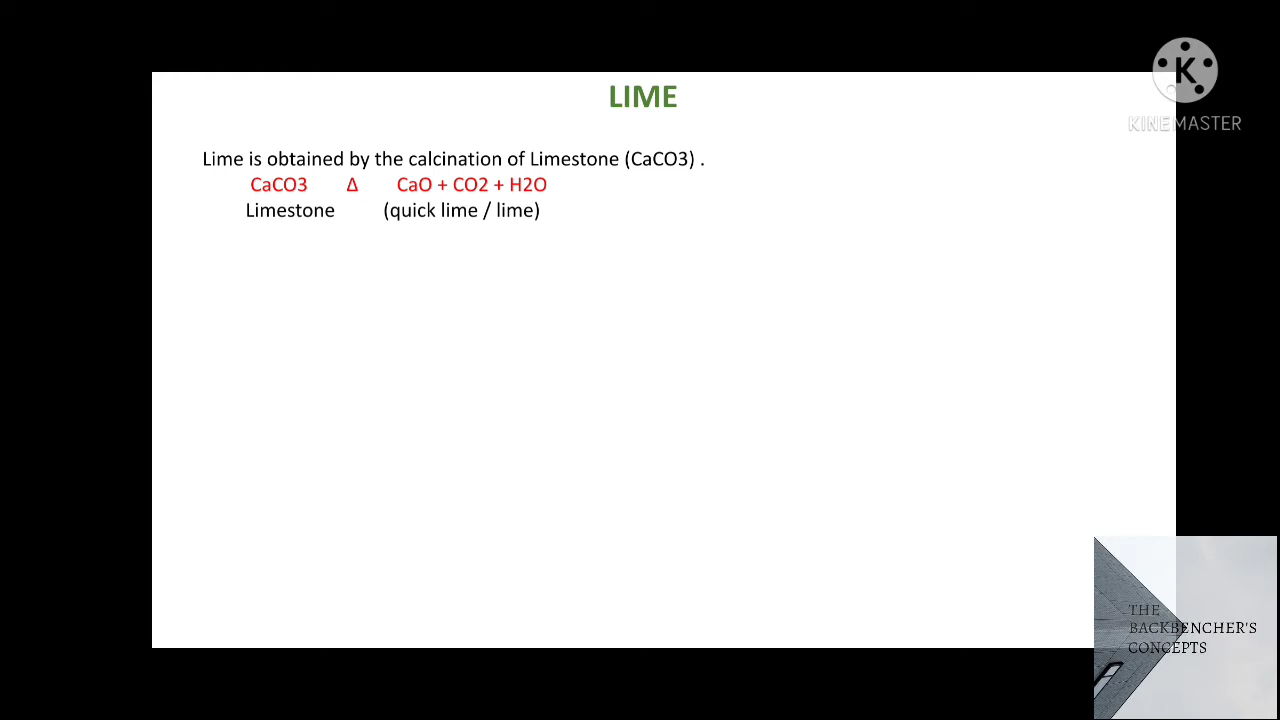 LIME
K
KINEMASTER
Lime is obtained by the calcination of Limestone (CaCO3) .
CaCO3 Δ CaO + CO2 + H2O
Limestone (quick lime / lime)
THE
BACKBENCHER'S
CONCEPTS